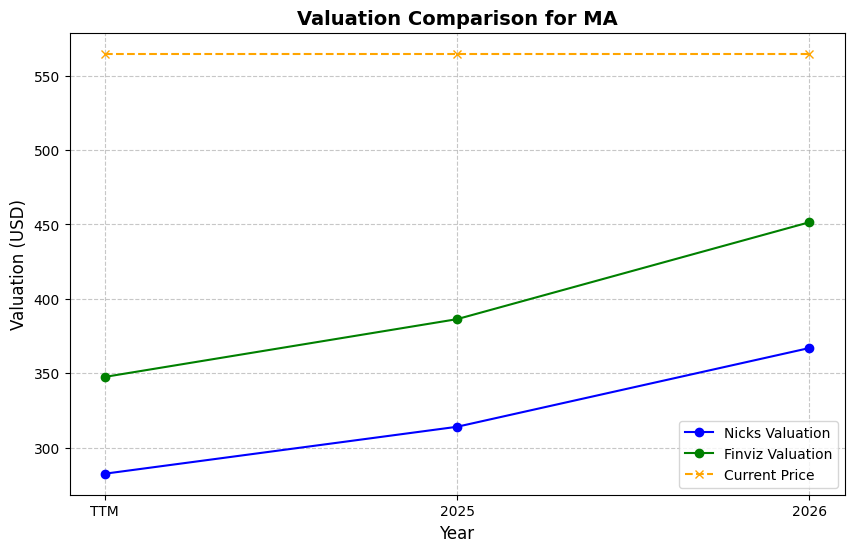 Valuation Comparison for MA
Valuation (USD)
550
500
450
400
350
300
TTM
2025
2026
Year
Nicks Valuation
Finviz Valuation
Current Price